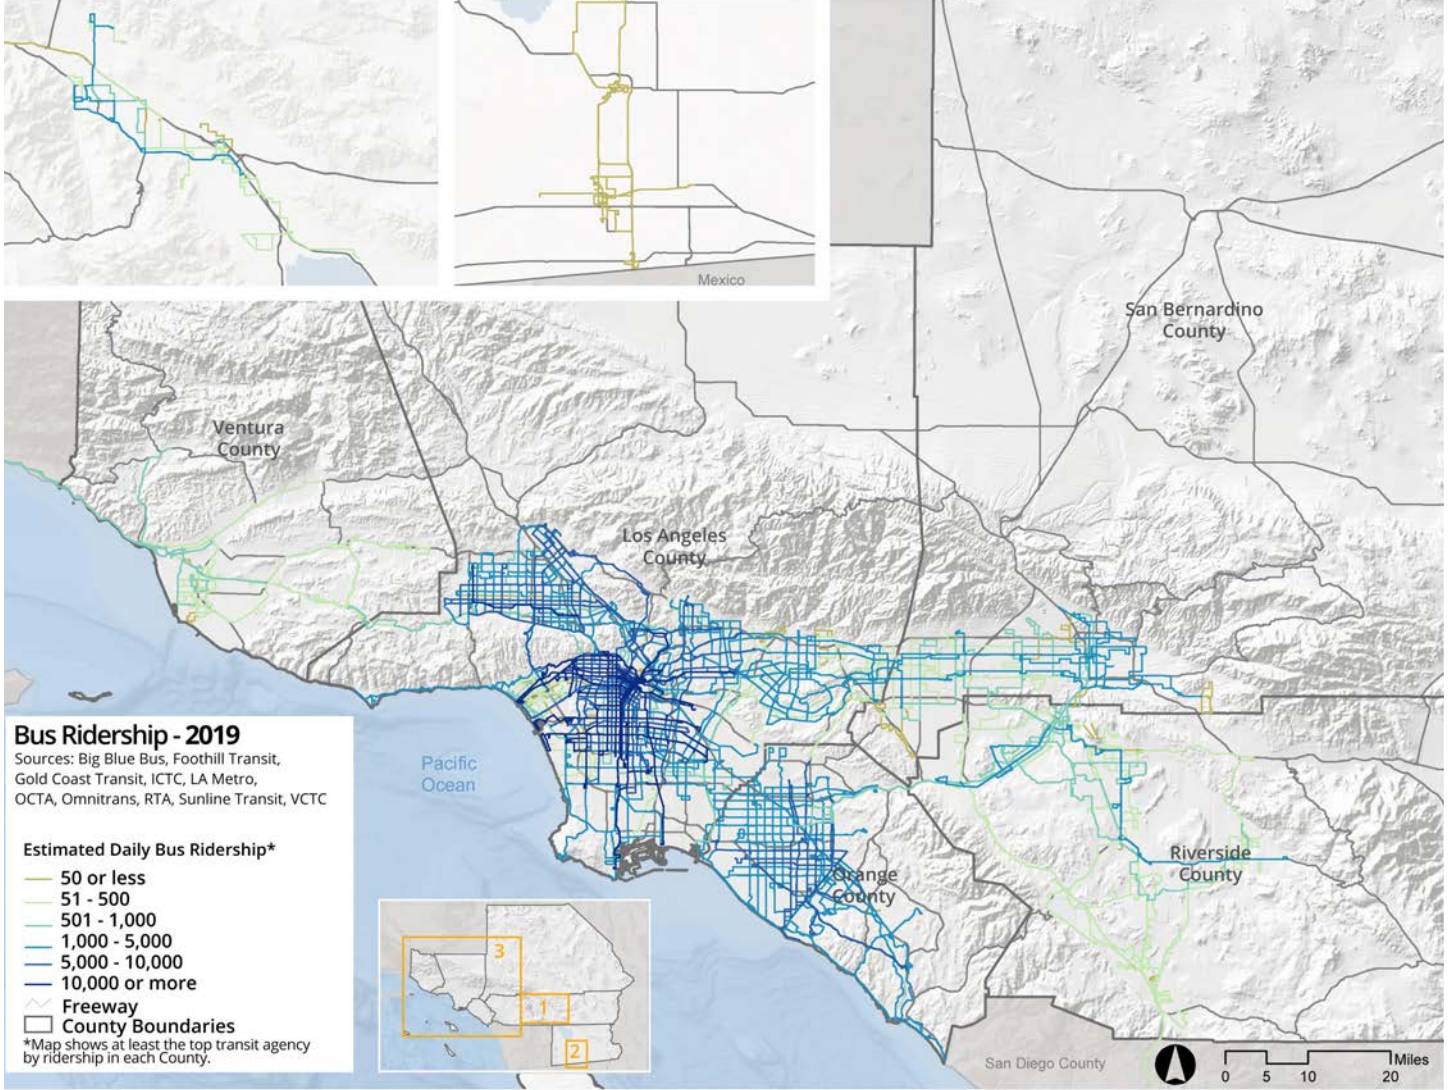 Mexico
San Bernardino
County
Ventura
County
Los Angeles
County
Bus Ridership - 2019
Sources: Big Blue Bus, Foothill Transit,
Gold Coast Transit, ICTC, LA Metro,
OCTA, Omnitrans, RTA, Sunline Transit, VCTC
Pacific
Ocean
Estimated Daily Bus Ridership*
50 or less
51 - 500
501 - 1,000
1,000 - 5,000
5,000 - 10,000
10,000 or more
Freeway
County Boundaries
*Map shows at least the top transit agency
by ridership in each County.
Orange
County
Riverside
County
3
1
2
San Diego County
Miles
0 5 10 20